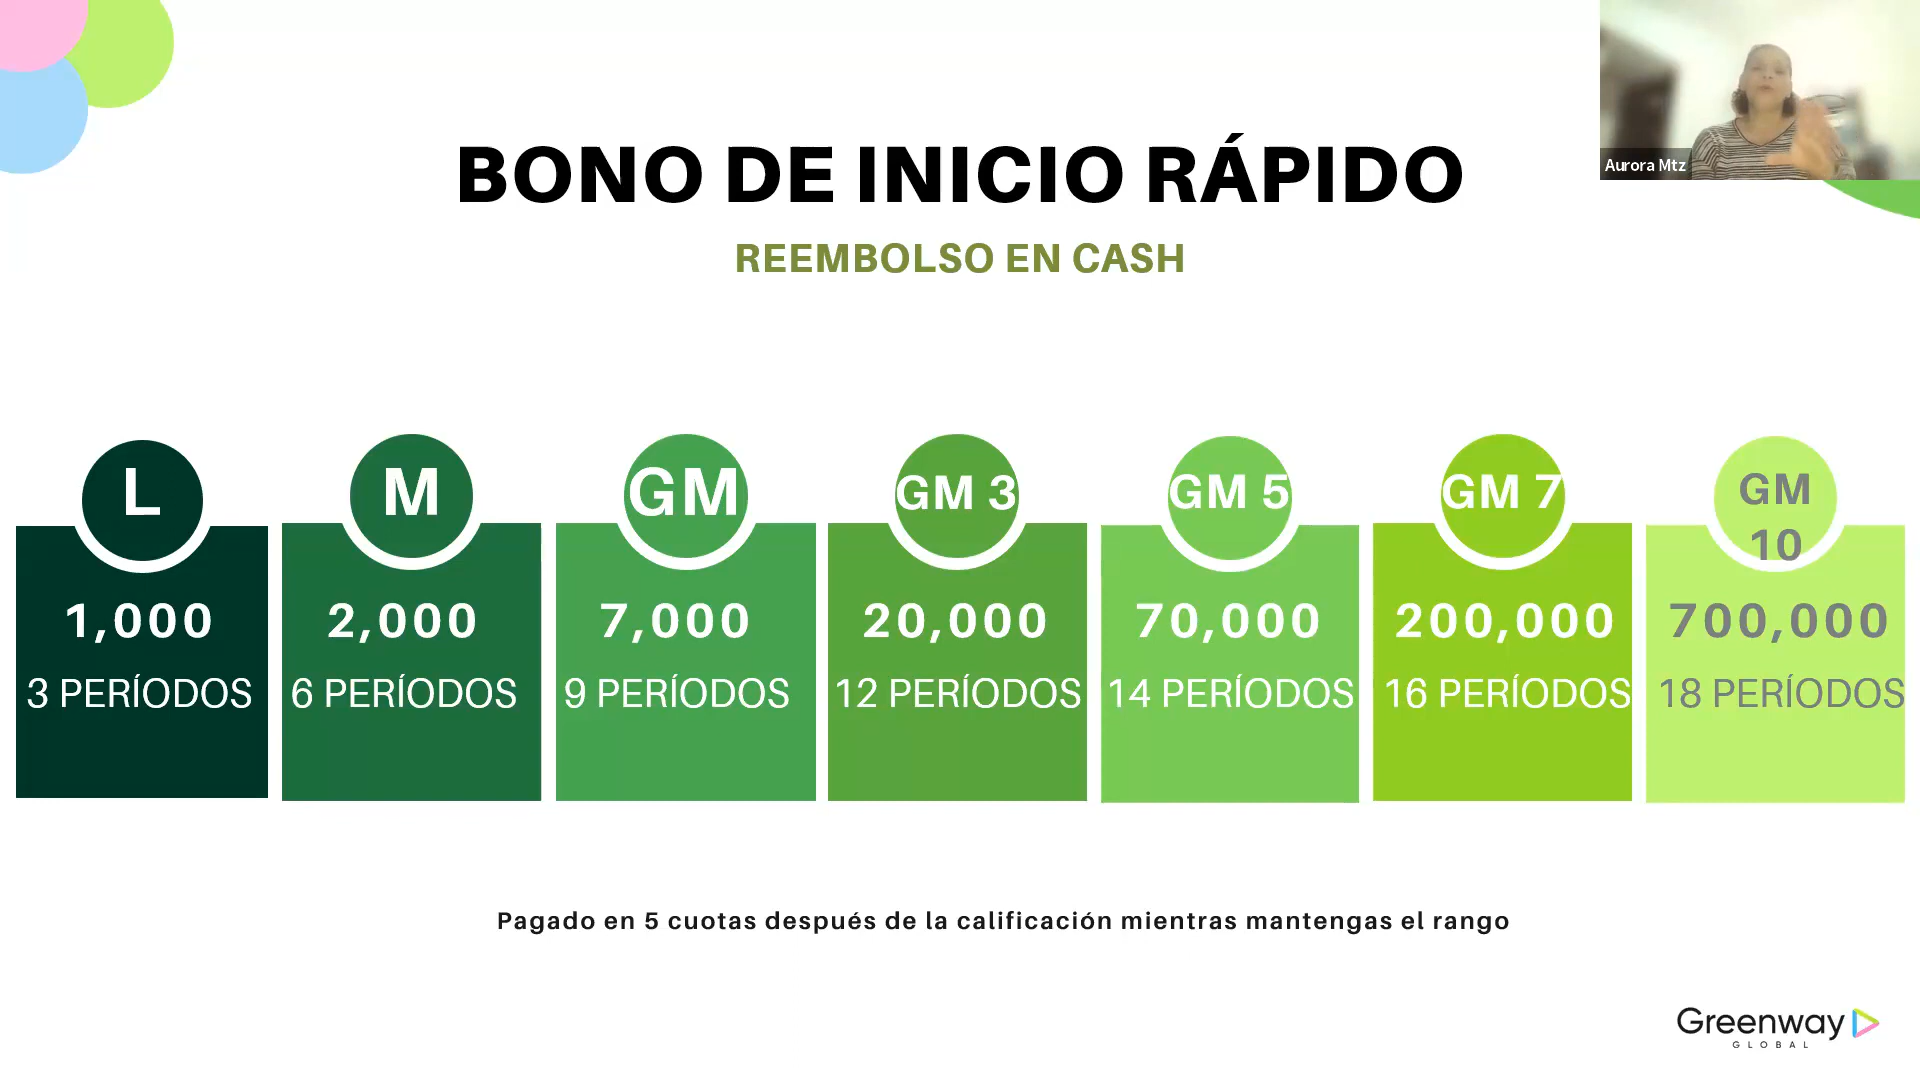 Aurora Mtz
BONO DE INICIO RÁPIDO
REEMBOLSO EN CASH
L
1,000
3 PERÍODOS
M
2,000
6 PERÍODOS
GM
7,000
9 PERÍODOS
GM 3
20,000
12 PERÍODOS
GM 5
70,000
14 PERÍODOS
GM 7
200,000
16 PERÍODOS
GM
10
700,000
18 PERÍODOS
Pagado en 5 cuotas después de la calificación mientras mantengas el rango
Greenway
GLOBAL